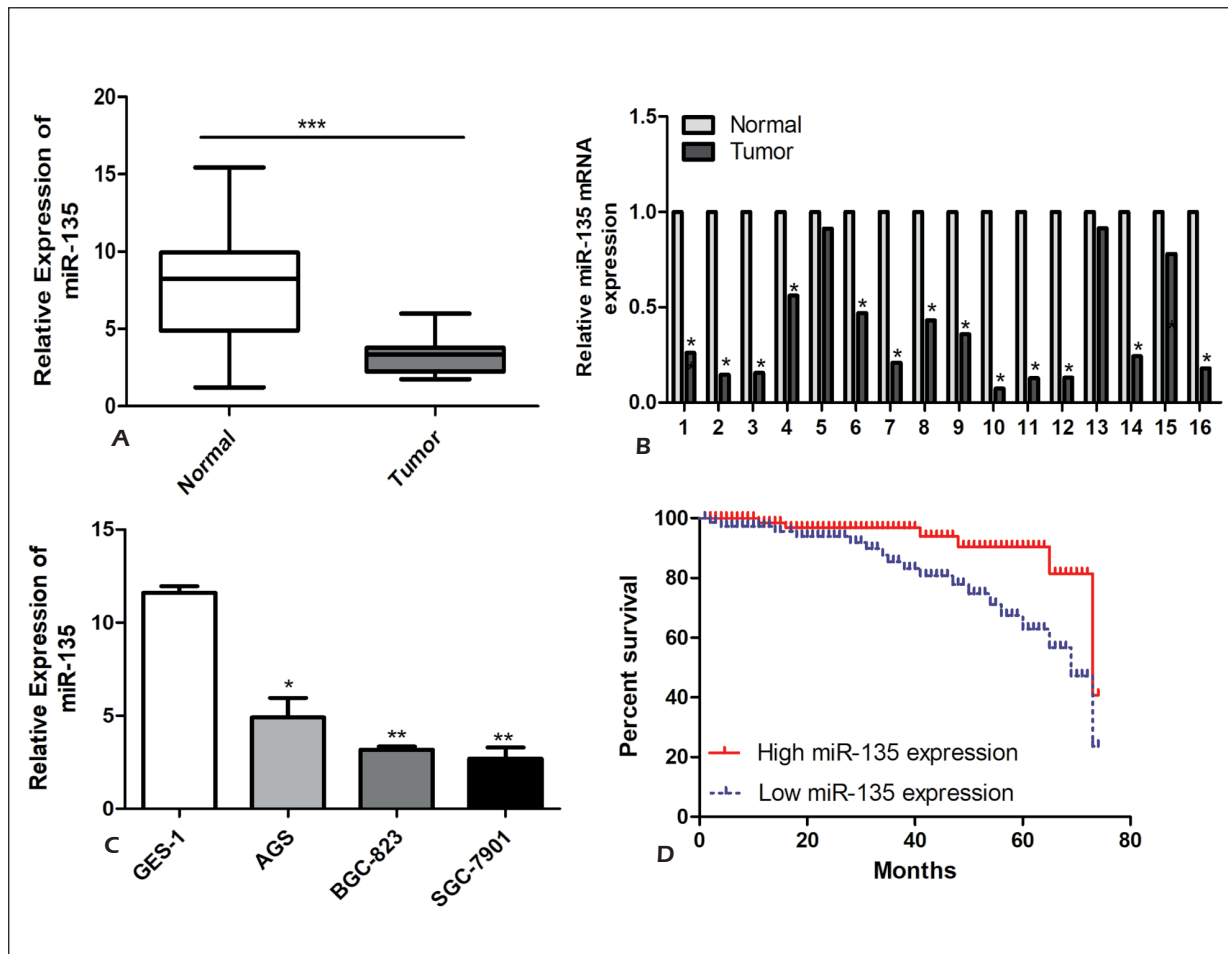 Relative Expression of
miR-135
20
15
10
5
0
***
Normal
Tumor
A
Relative miR-135 mRNA
expression
1.5
1.0
0.5
0.0
Normal
Tumor
* * * * * * * * * * * * * * *
1 2 3 4 5 6 7 8 9 10 11 12 13 14 15 16
B
Relative Expression of
miR-135
15
10
5
0
* ** **
GES-1
AGS
BGC-823
SGC-7901
C
Percent survival
100
80
60
40
20
0
High miR-135 expression
Low miR-135 expression
0 20 40 60 80
Months
D